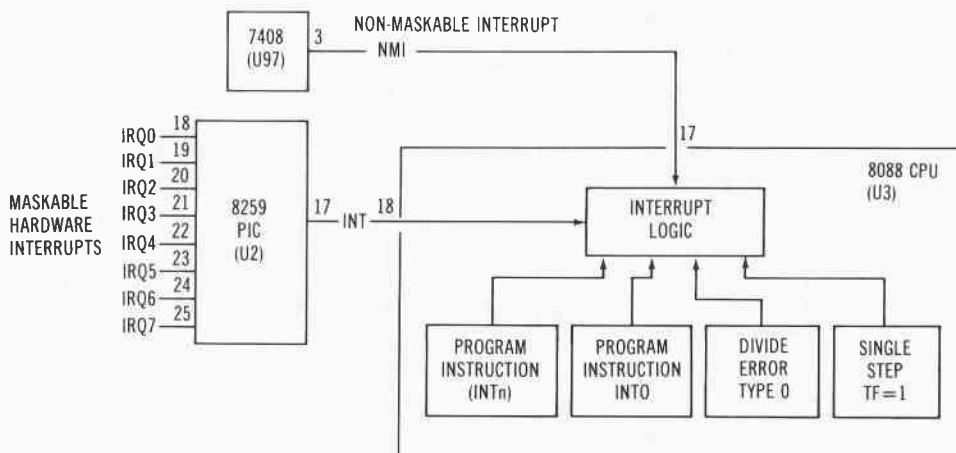 NON-MASKABLE INTERRUPT
7408
(U97)
3
NMI
17
8088 CPU
(U3)
MASKABLE
HARDWARE
INTERRUPTS
IRQ0
18
IRQ1
19
IRQ2
20
IRQ3
21
IRQ4
22
IRQ5
23
IRQ6
24
IRQ7
25
8259
PIC
(U2)
17
INT
18
INTERRUPT
LOGIC
PROGRAM
INSTRUCTION
(INTn)
PROGRAM
INSTRUCTION
INTO
DIVIDE
ERROR
TYPE 0
SINGLE
STEP
TF=1